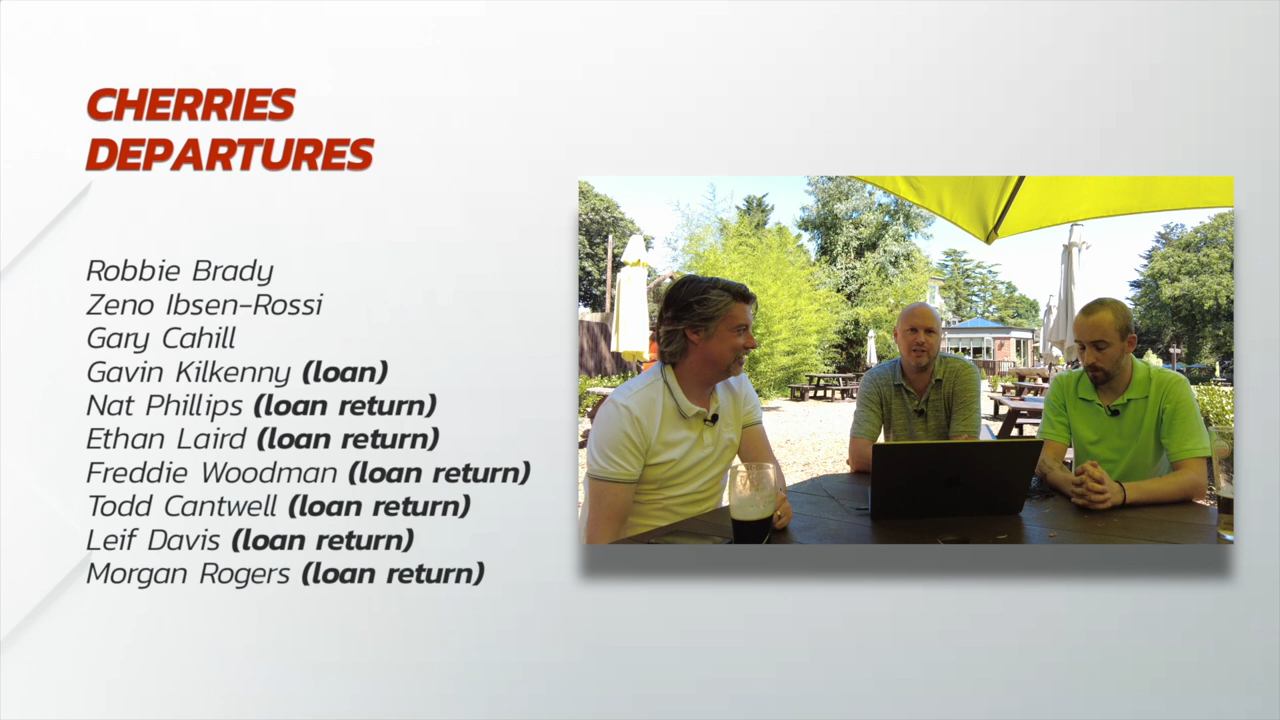 CHERRIES
DEPARTURES
Robbie Brady
Zeno Ibsen-Rossi
Gary Cahill
Gavin Kilkenny (loan)
Nat Phillips (loan return)
Ethan Laird (loan return)
Freddie Woodman (loan return)
Todd Cantwell (loan return)
Leif Davis (loan return)
Morgan Rogers (loan return)